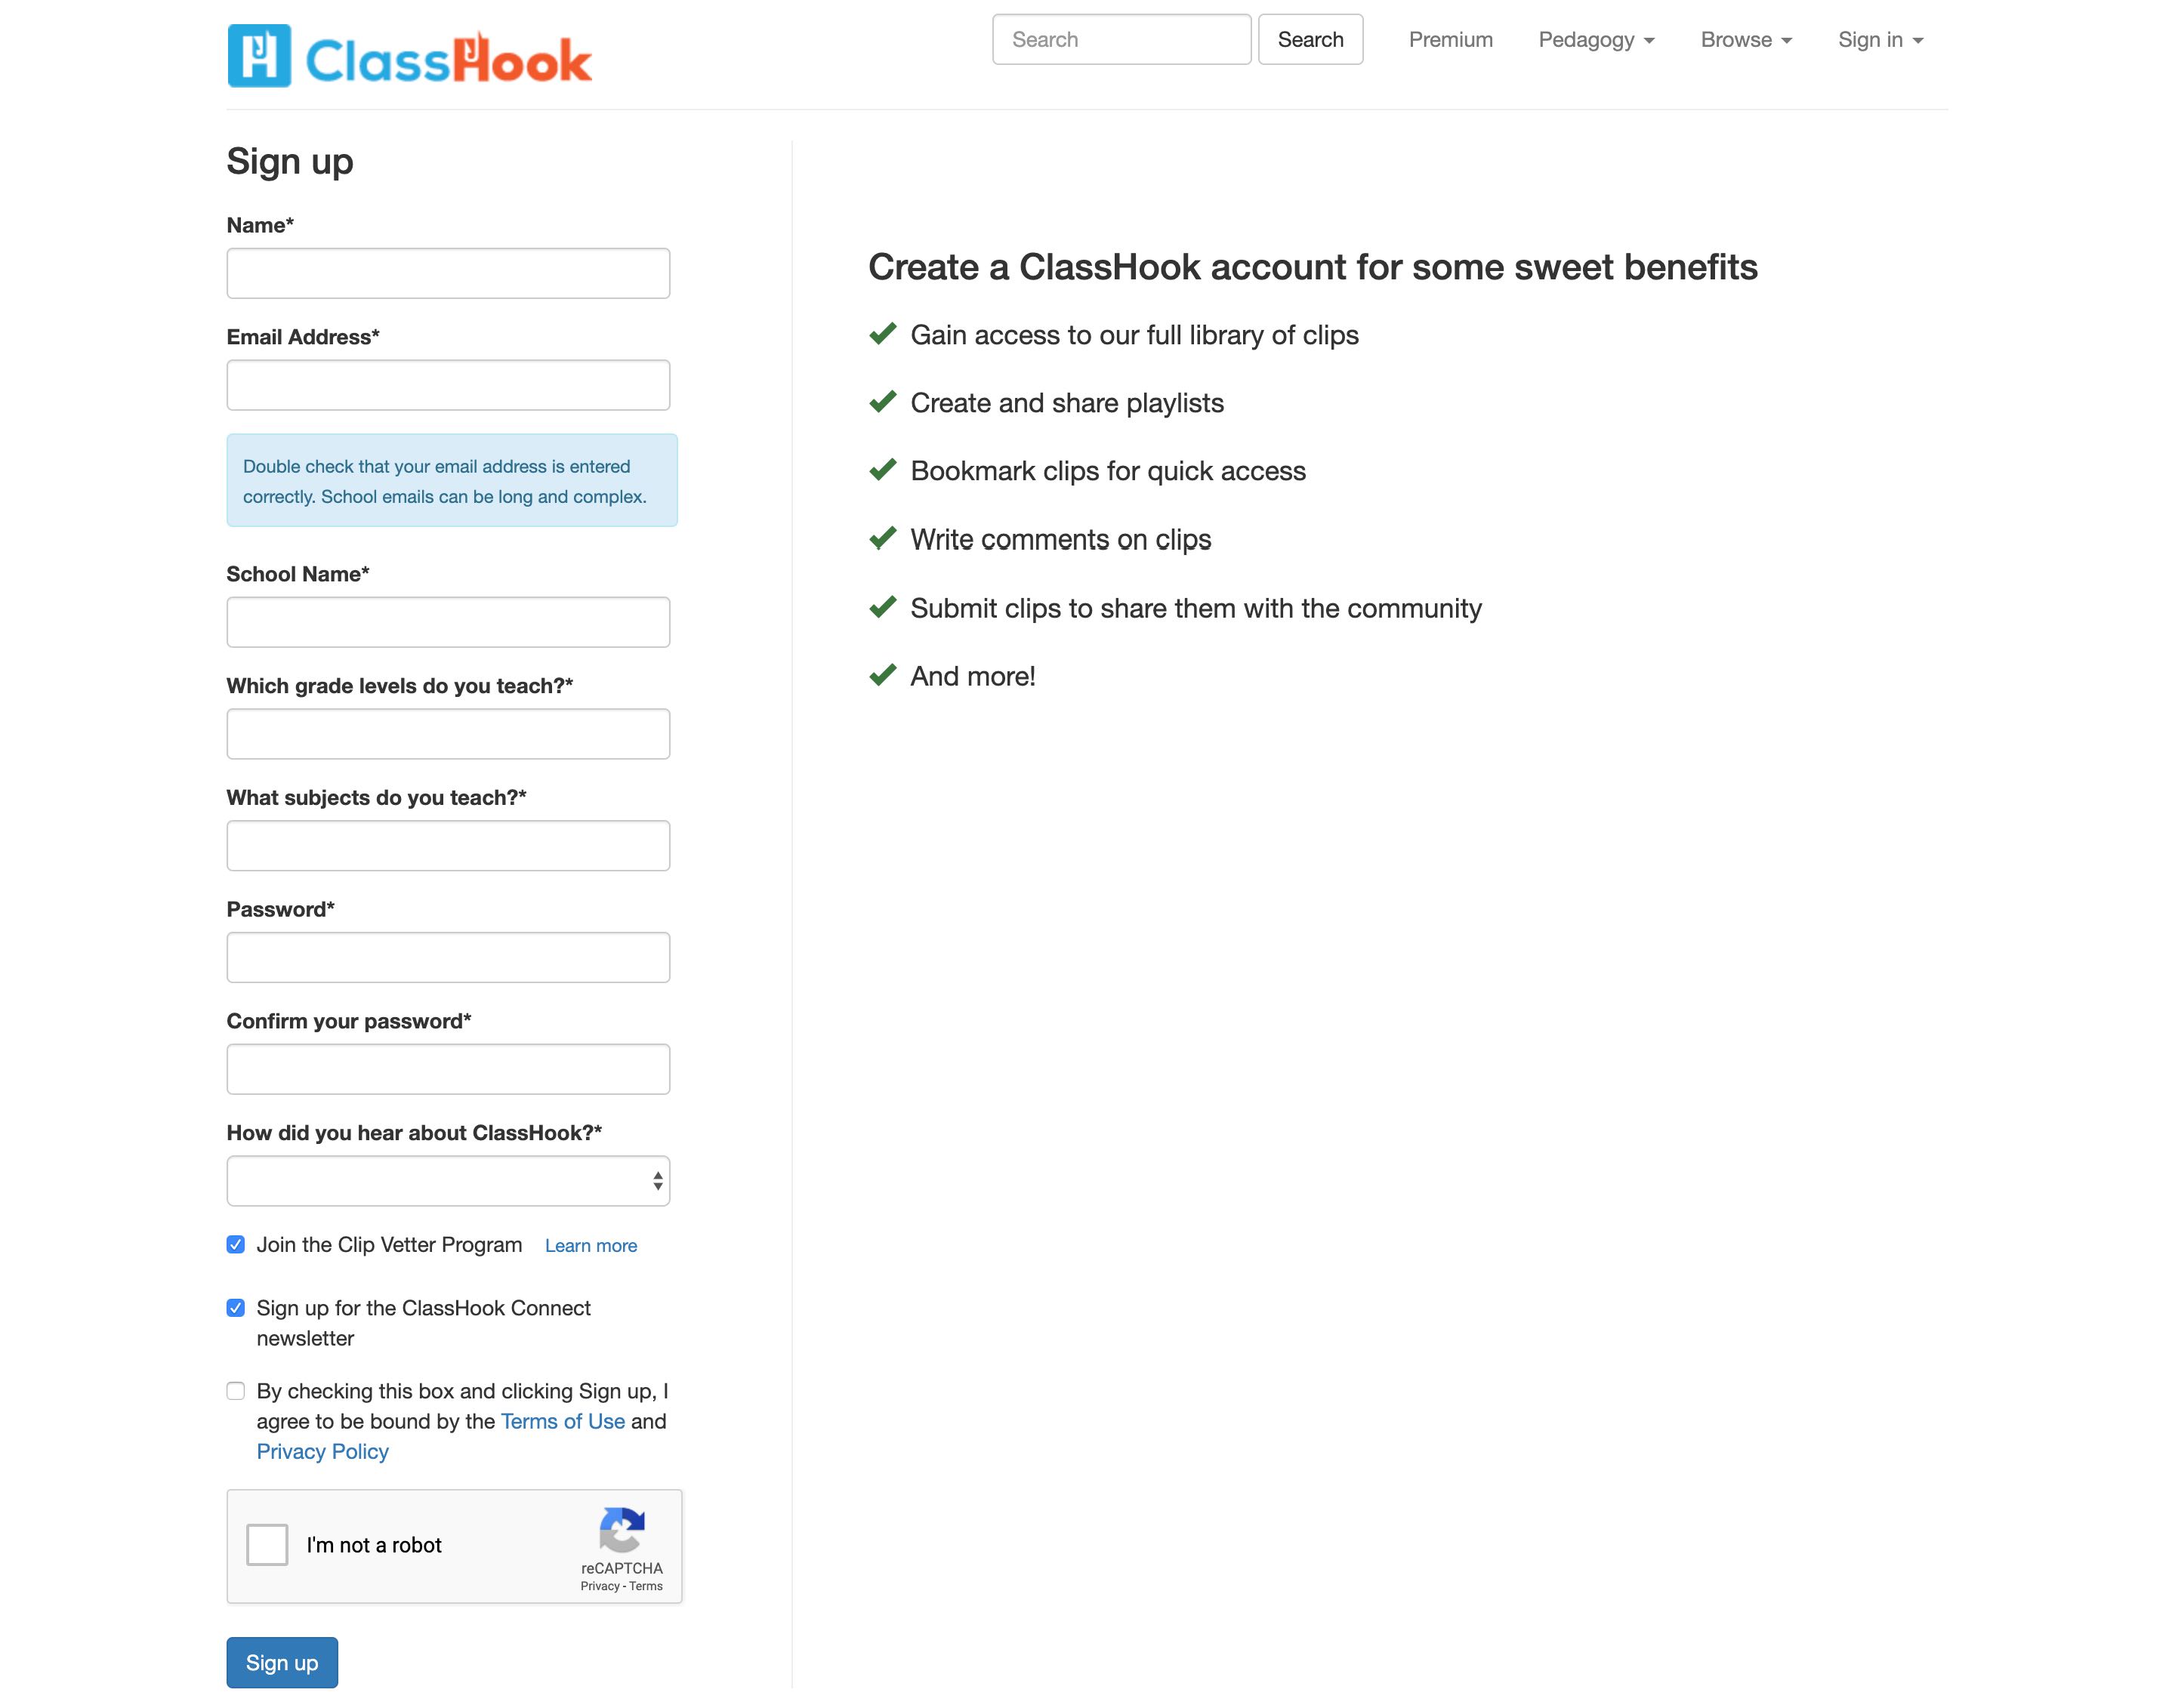 ClassHook
Search
Search
Premium
Pedagogy
Browse
Sign in
Sign up
Name*
Email Address*
Double check that your email address is entered
correctly. School emails can be long and complex.
School Name*
Which grade levels do you teach?*
What subjects do you teach?*
Password*
Confirm your password*
How did you hear about ClassHook?*
Join the Clip Vetter Program Learn more
Sign up for the ClassHook Connect
newsletter
By checking this box and clicking Sign up, I
agree to be bound by the Terms of Use and
Privacy Policy
I'm not a robot
reCAPTCHA
Privacy - Terms
Sign up
Create a ClassHook account for some sweet benefits
Gain access to our full library of clips
Create and share playlists
Bookmark clips for quick access
Write comments on clips
Submit clips to share them with the community
And more!